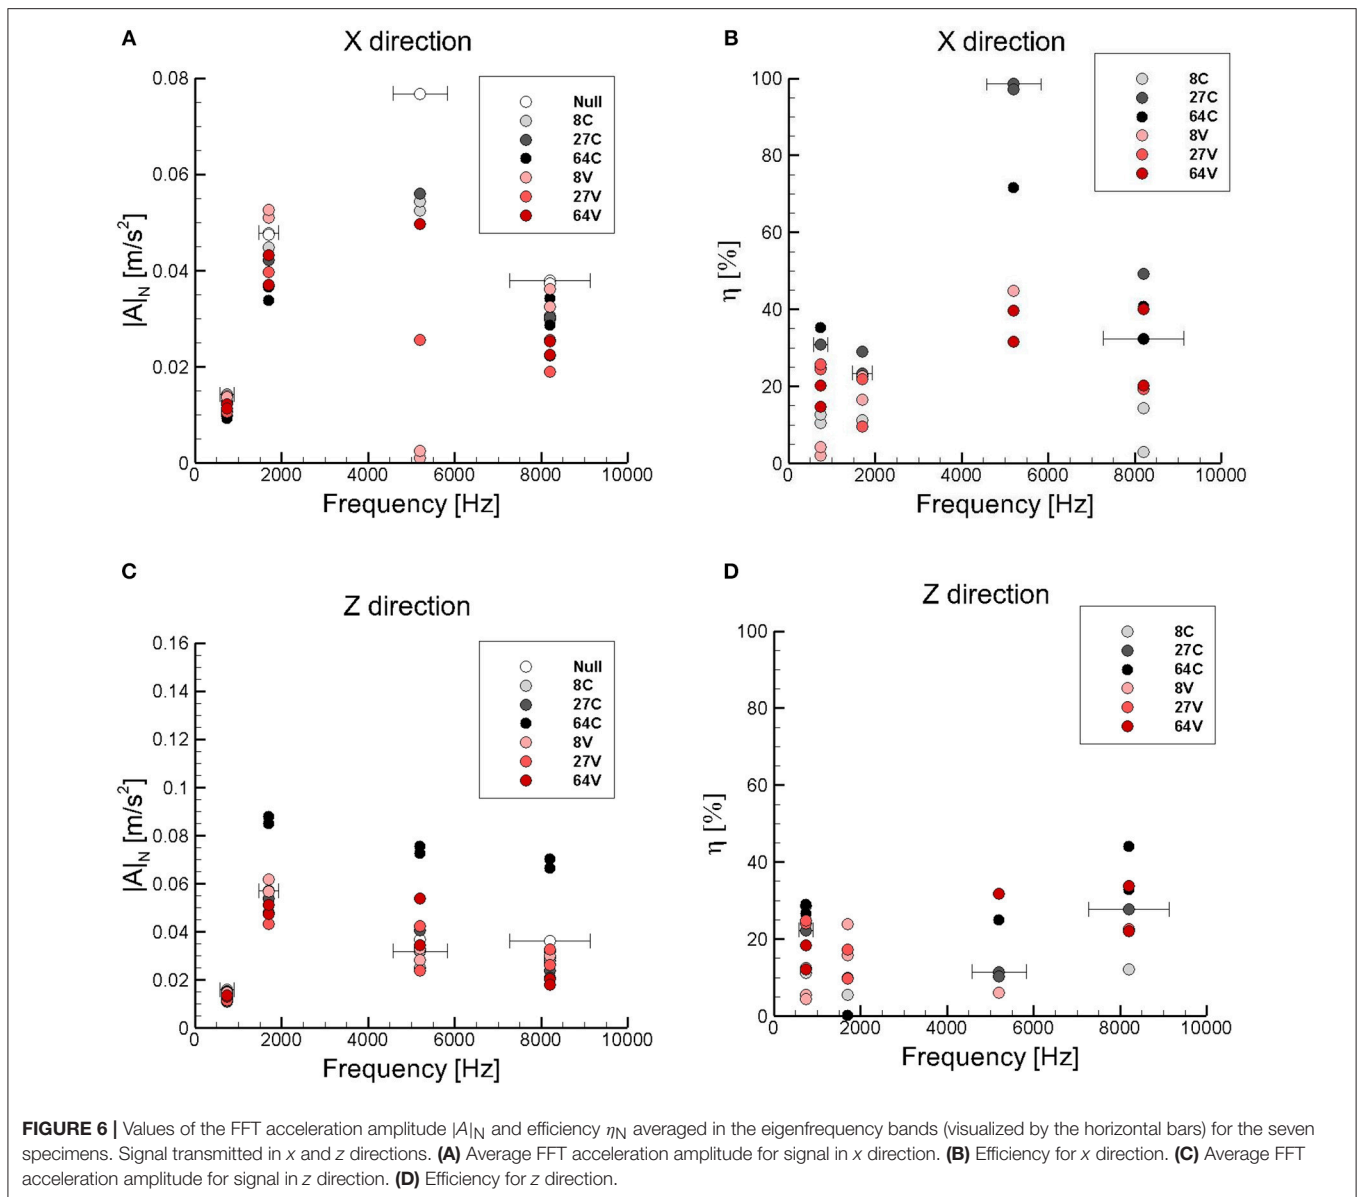 A
X direction
0.08
0.06
0.04
0.02
0
|A|N [m/s2]
0 2000 4000 6000 8000 10000
Frequency [Hz]
Null
8C
27C
64C
8V
27V
64V
B
X direction
100
80
60
40
20
0
η [%]
0 2000 4000 6000 8000 10000
Frequency [Hz]
8C
27C
64C
8V
27V
64V
C
Z direction
0.16
0.14
0.12
0.1
0.08
0.06
0.04
0.02
0
|A|N [m/s2]
0 2000 4000 6000 8000 10000
Frequency [Hz]
Null
8C
27C
64C
8V
27V
64V
D
Z direction
100
80
60
40
20
0
η [%]
0 2000 4000 6000 8000 10000
Frequency [Hz]
8C
27C
64C
8V
27V
64V
FIGURE 6 | Values of the FFT acceleration amplitude |A|N and efficiency ηN averaged in the eigenfrequency bands (visualized by the horizontal bars) for the seven
specimens. Signal transmitted in x and z directions. (A) Average FFT acceleration amplitude for signal in x direction. (B) Efficiency for x direction. (C) Average FFT
acceleration amplitude for signal in z direction. (D) Efficiency for z direction.